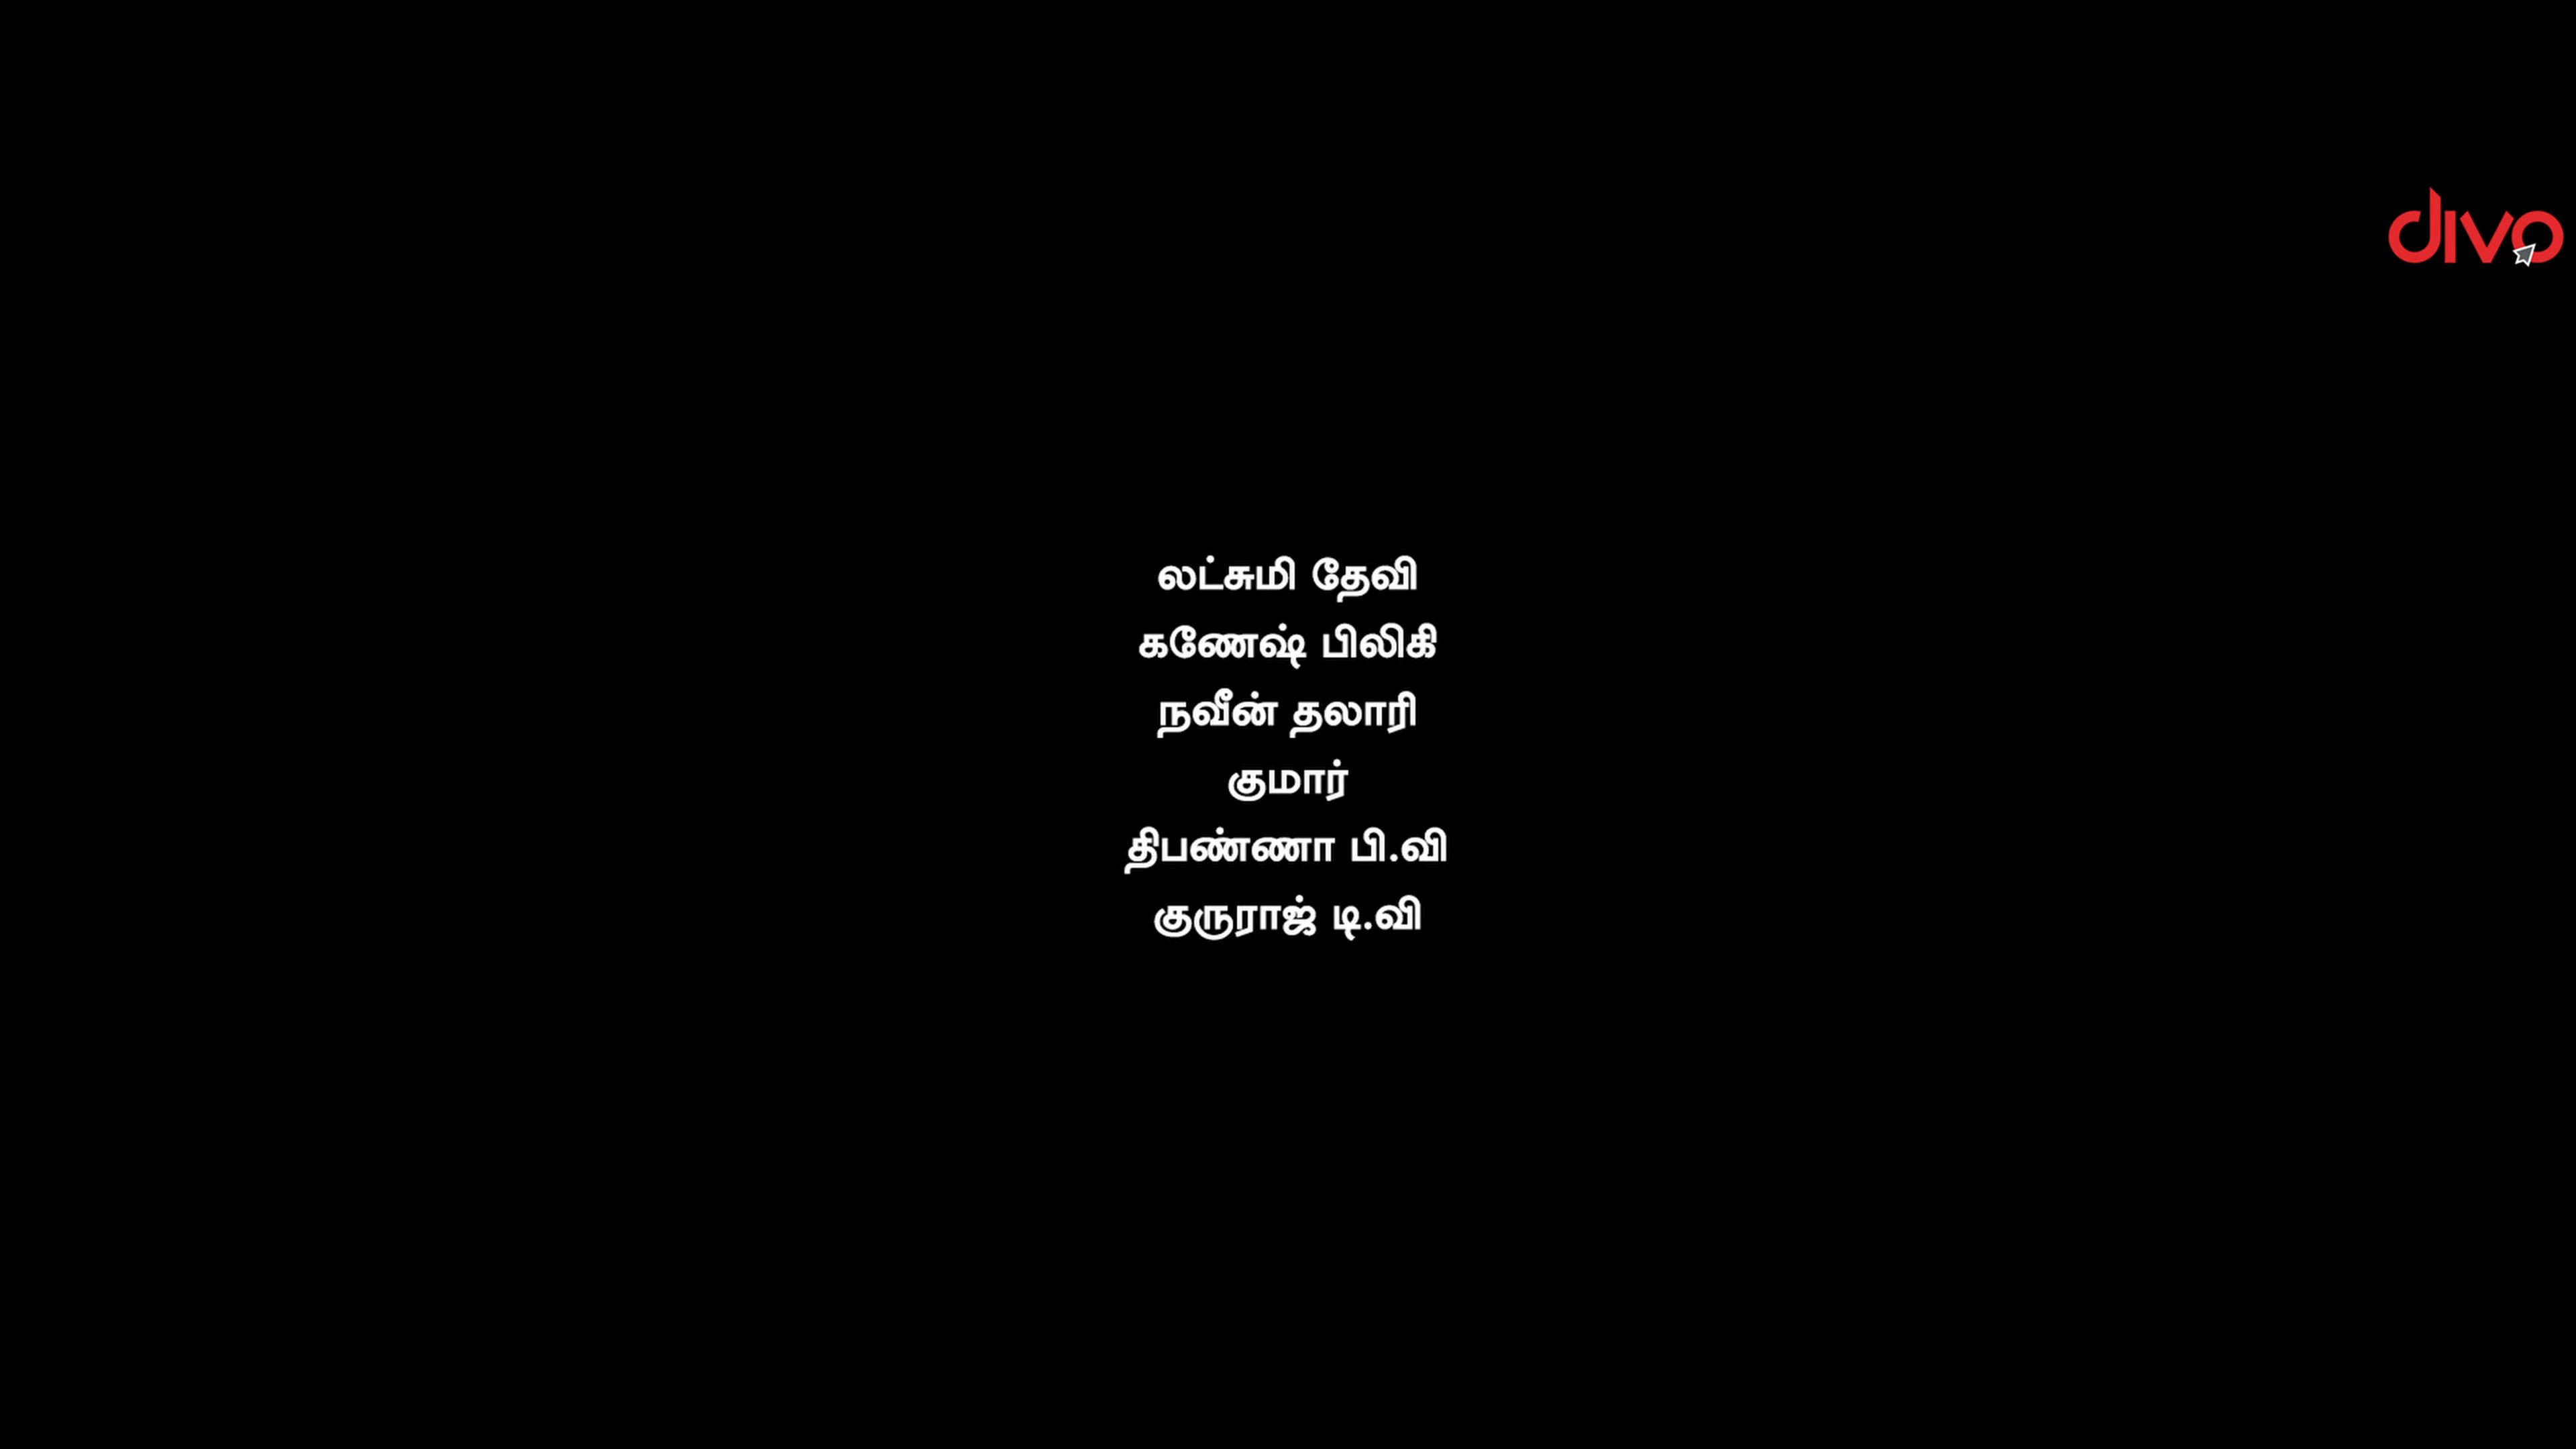 divo
லட்சுமி தேவி
கணேஷ் பிலிகி
நவீன் தலாரி
குமார்
திபண்ணா பி.வி
குருராஜ் டி.வி